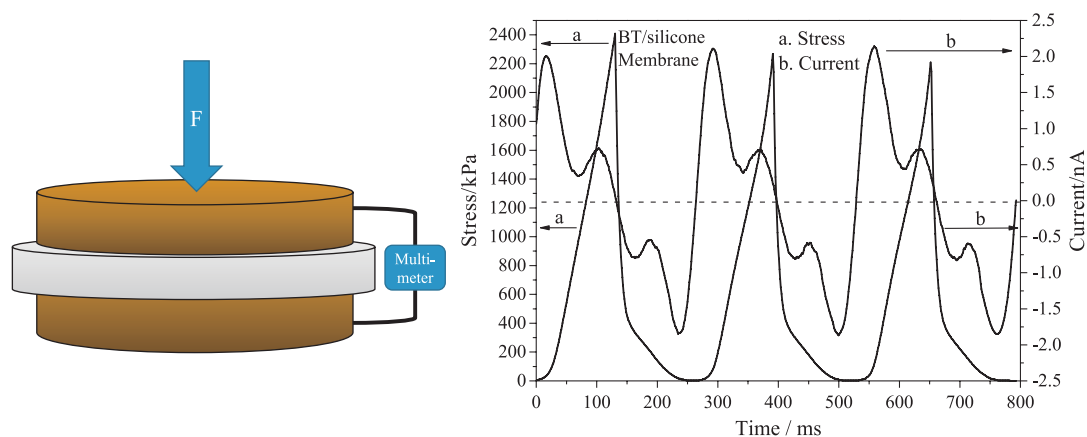 F
Multi-
meter
BT/silicone
Membrane
a. Stress
b. Current
a
b
a
b
Stress/kPa
2400
2200
2000
1800
1600
1400
1200
1000
800
600
400
200
0
Current/nA
2.5
2.0
1.5
1.0
0.5
0.0
-0.5
-1.0
-1.5
-2.0
-2.5
0 100 200 300 400 500 600 700 800
Time / ms